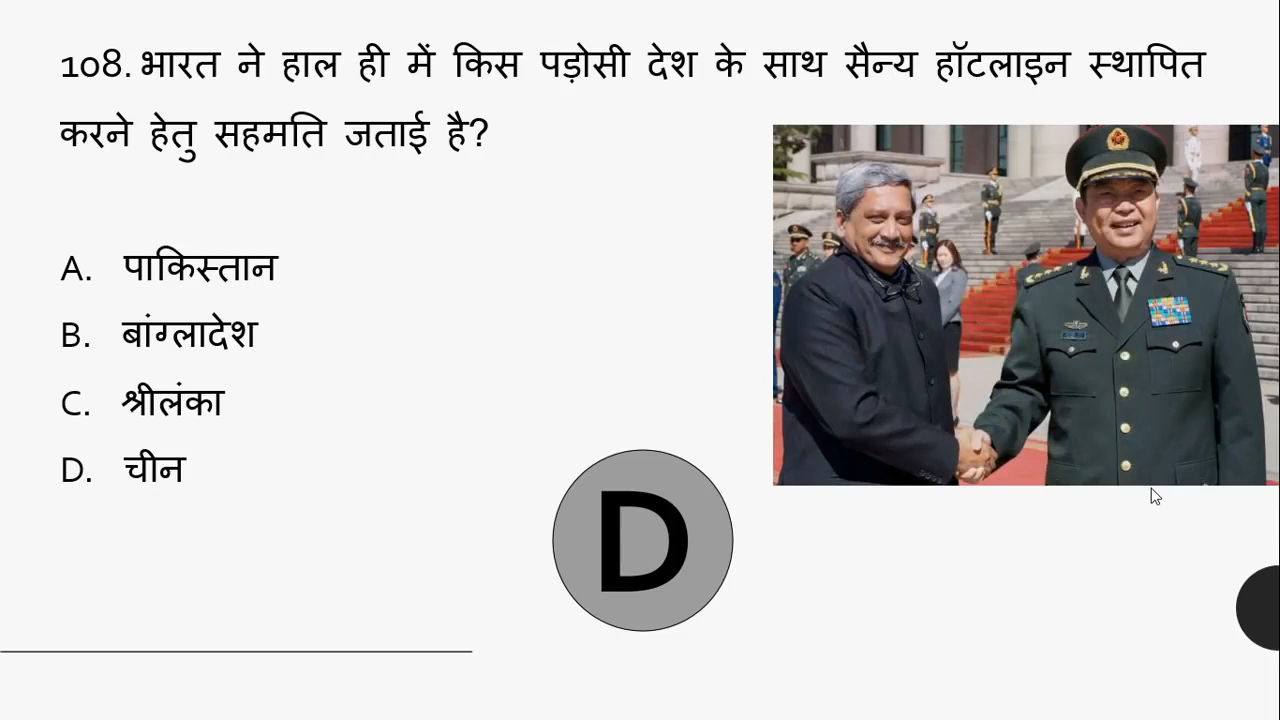 108. भारत ने हाल ही में किस पड़ोसी देश के साथ सैन्य हॉटलाइन स्थापित
करने हेतु सहमति जताई है?
A. पाकिस्तान
B. बांग्लादेश
C. श्रीलंका
D. चीन
D